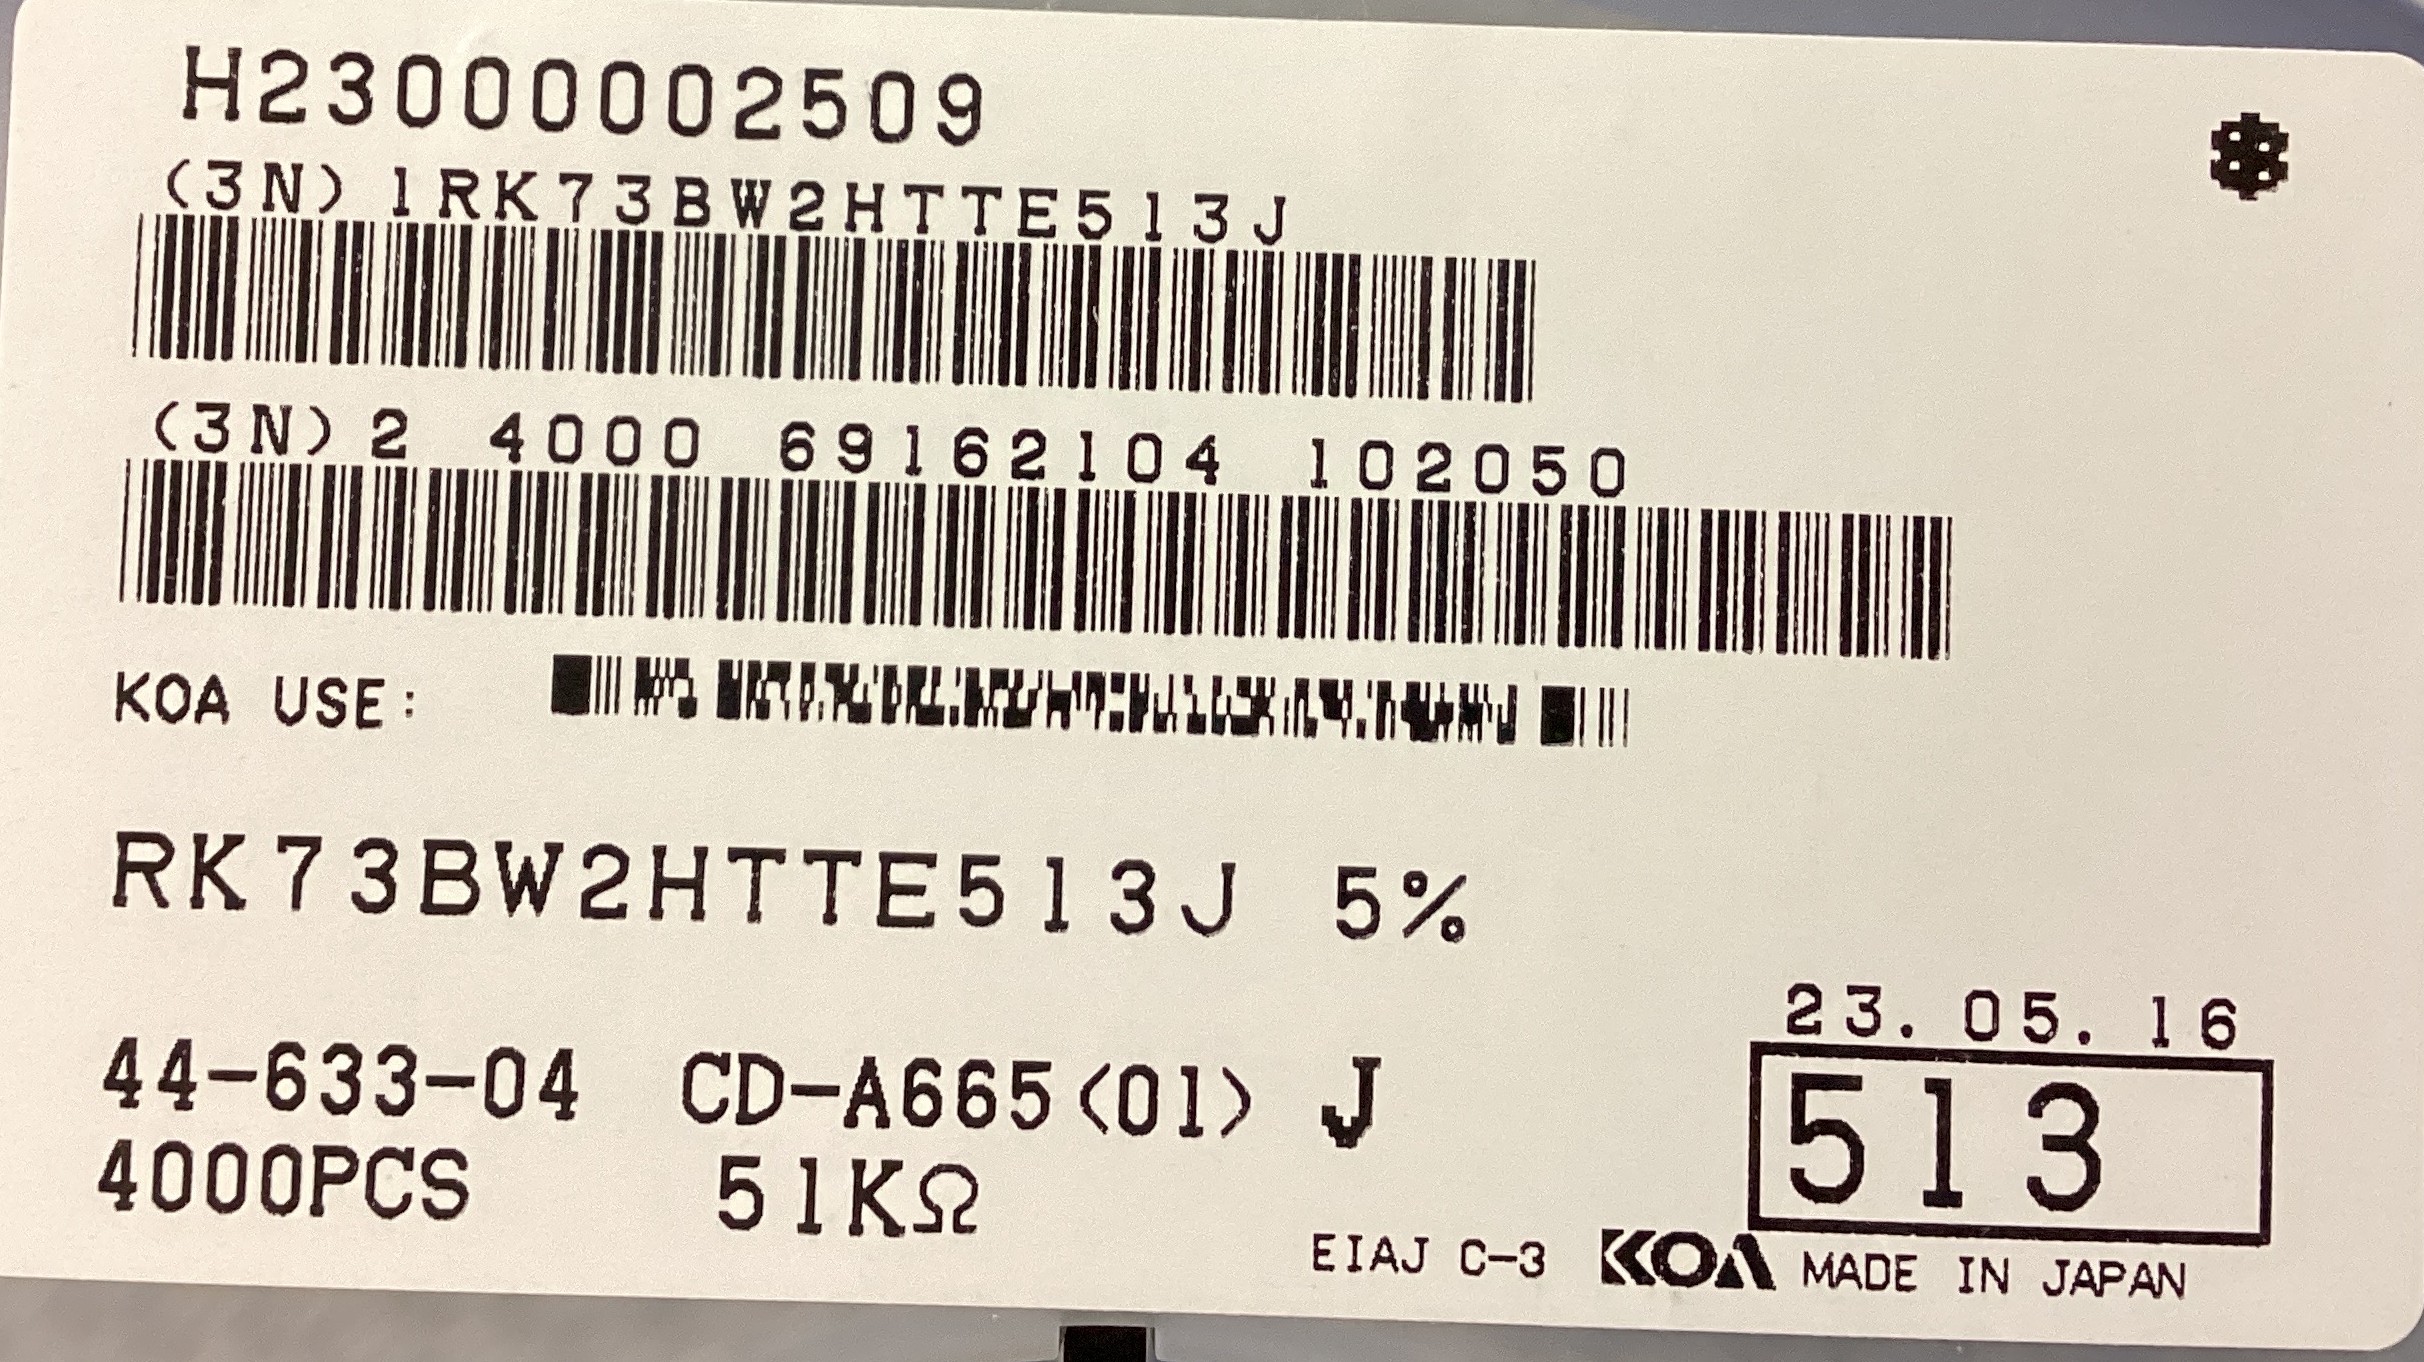 H23000002509
(3N)1RK73BW2HTTE513J
(3N)2 4000 69162104 102050
KOA USE:
RK73BW2HTTE513J 5%
23.05.16
44-633-04 CD-A665(01) J
513
4000PCS 51KΩ
EIAJ C-3 KOA MADE IN JAPAN